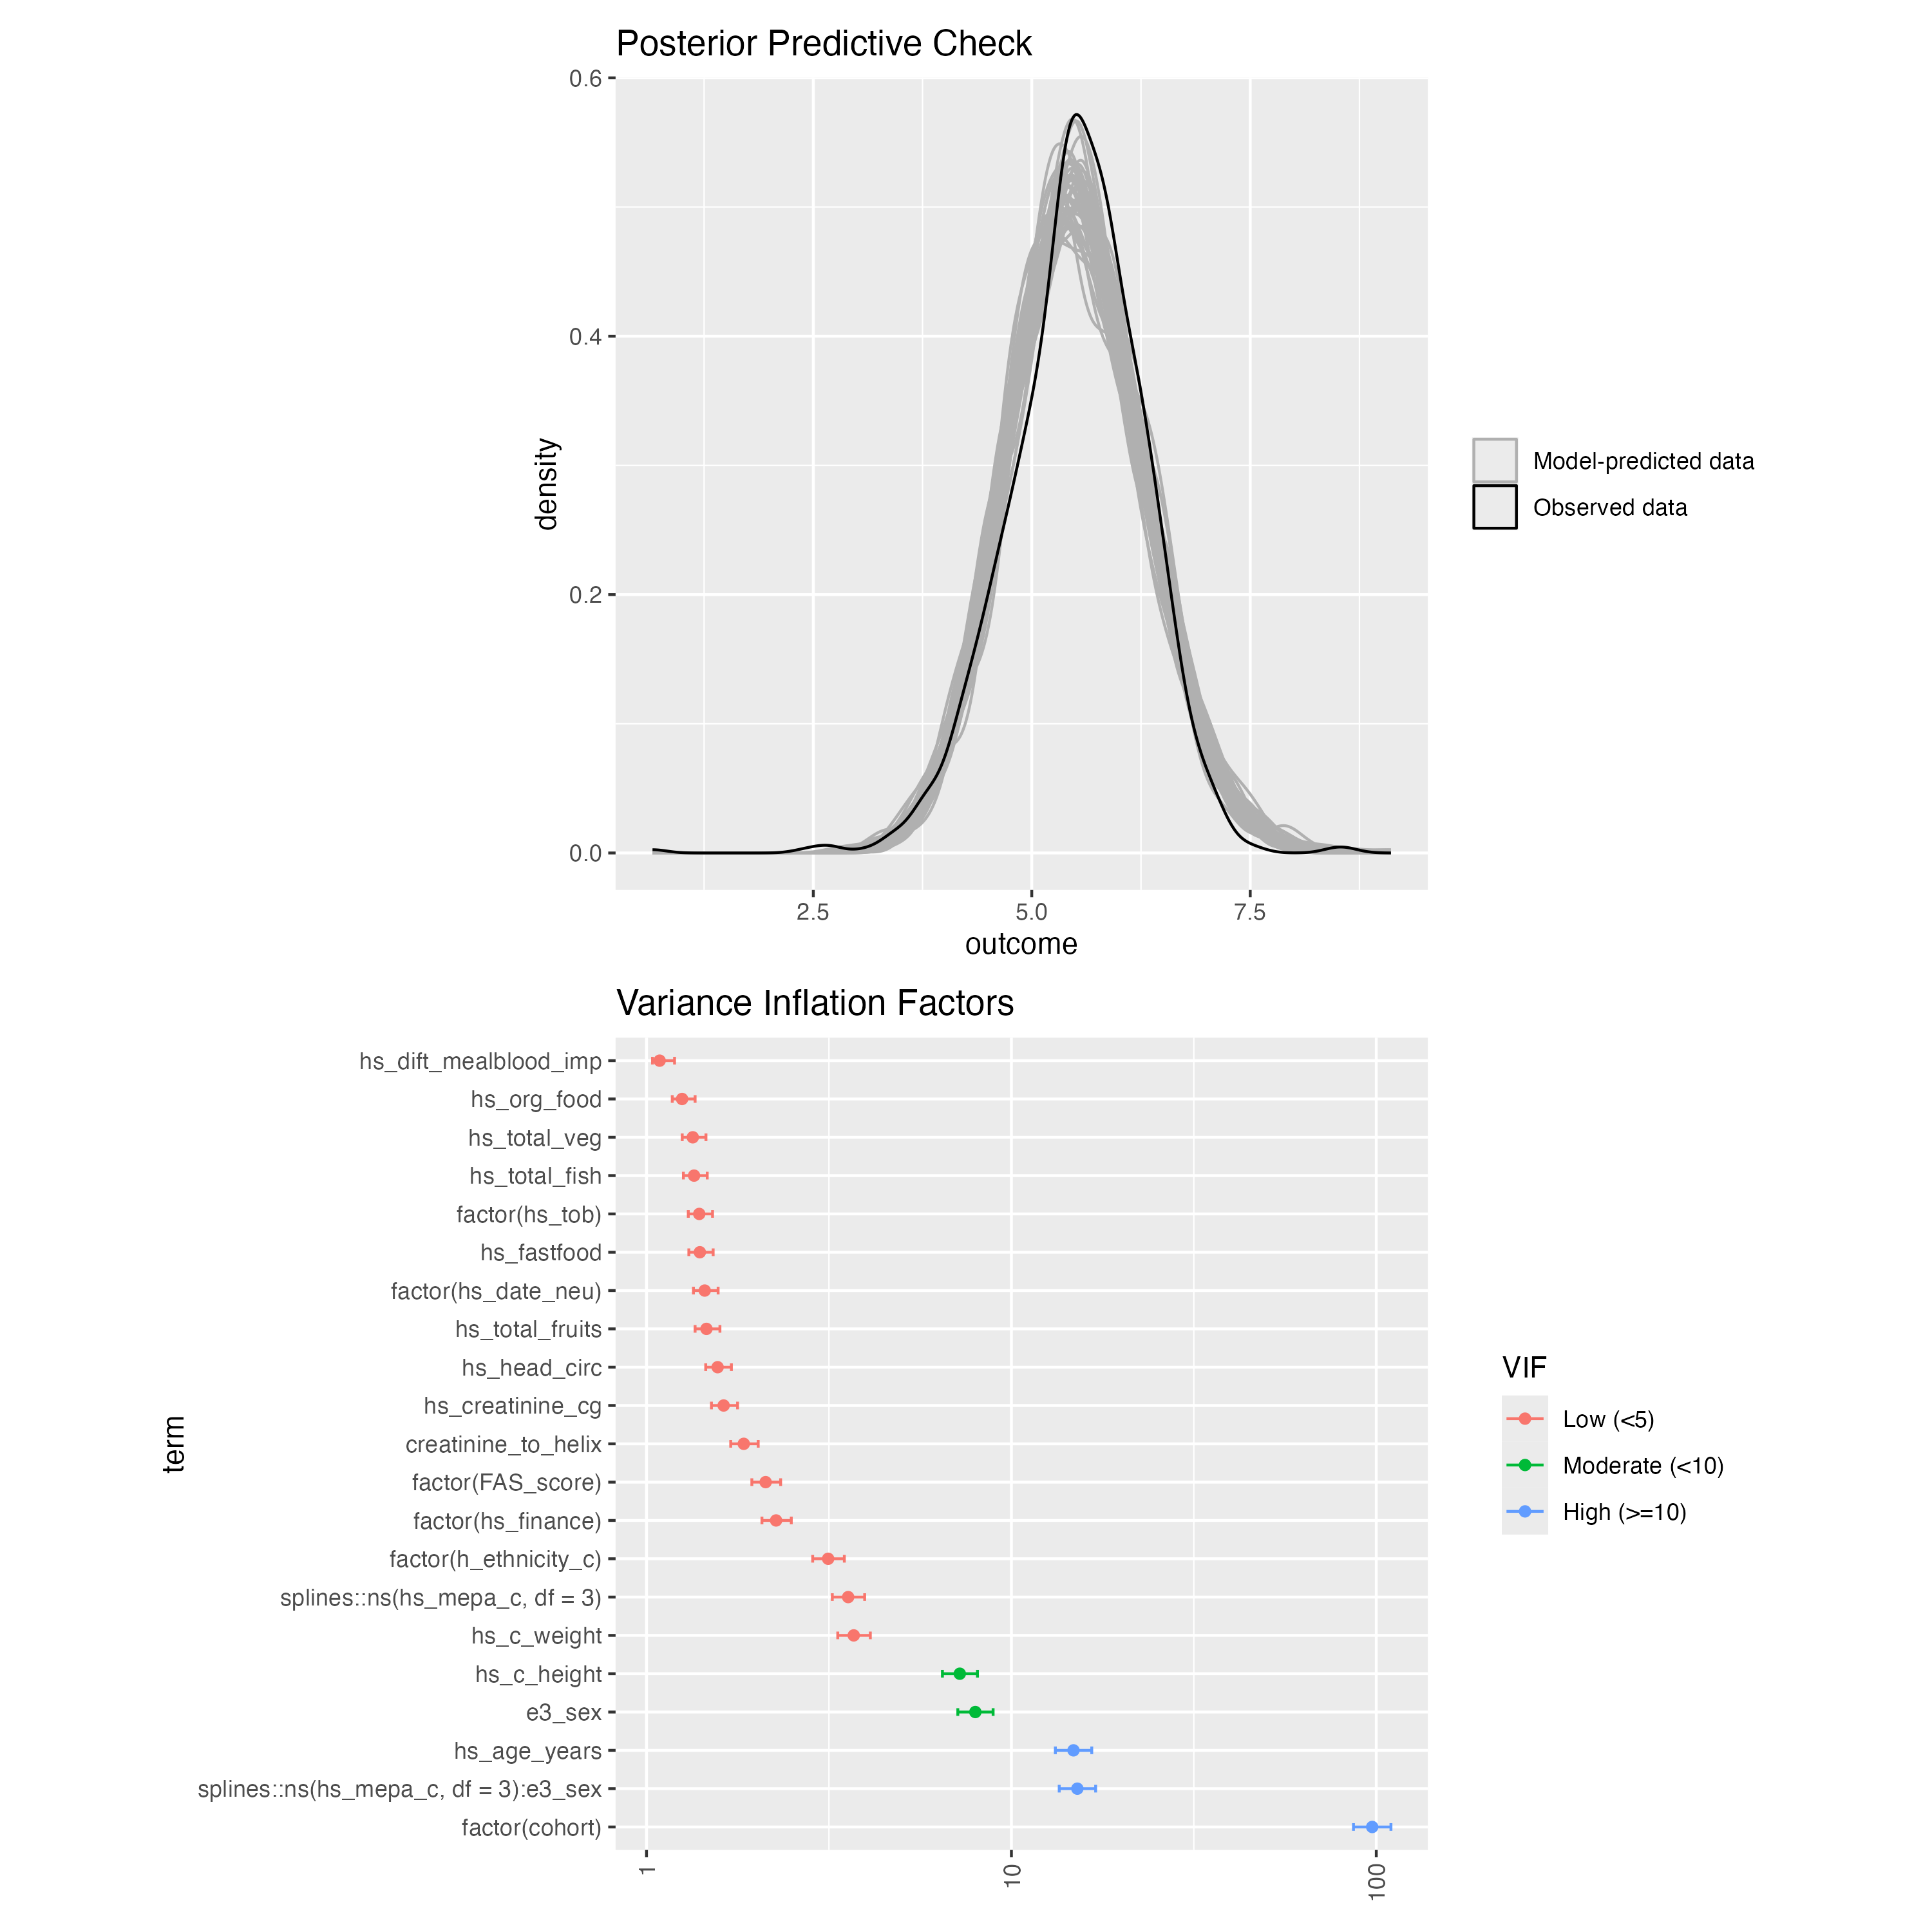 Posterior Predictive Check
0.6
0.4
0.2
0.0
density
2.5 5.0 7.5
outcome
Model-predicted data
Observed data
Variance Inflation Factors
term
hs_dift_mealblood_imp
hs_org_food
hs_total_veg
hs_total_fish
factor(hs_tob)
hs_fastfood
factor(hs_date_neu)
hs_total_fruits
hs_head_circ
hs_creatinine_cg
creatinine_to_helix
factor(FAS_score)
factor(hs_finance)
factor(h_ethnicity_c)
splines::ns(hs_mepa_c, df = 3)
hs_c_weight
hs_c_height
e3_sex
hs_age_years
splines::ns(hs_mepa_c, df = 3):e3_sex
factor(cohort)
1 10 100
VIF
Low (<5)
Moderate (<10)
High (>=10)